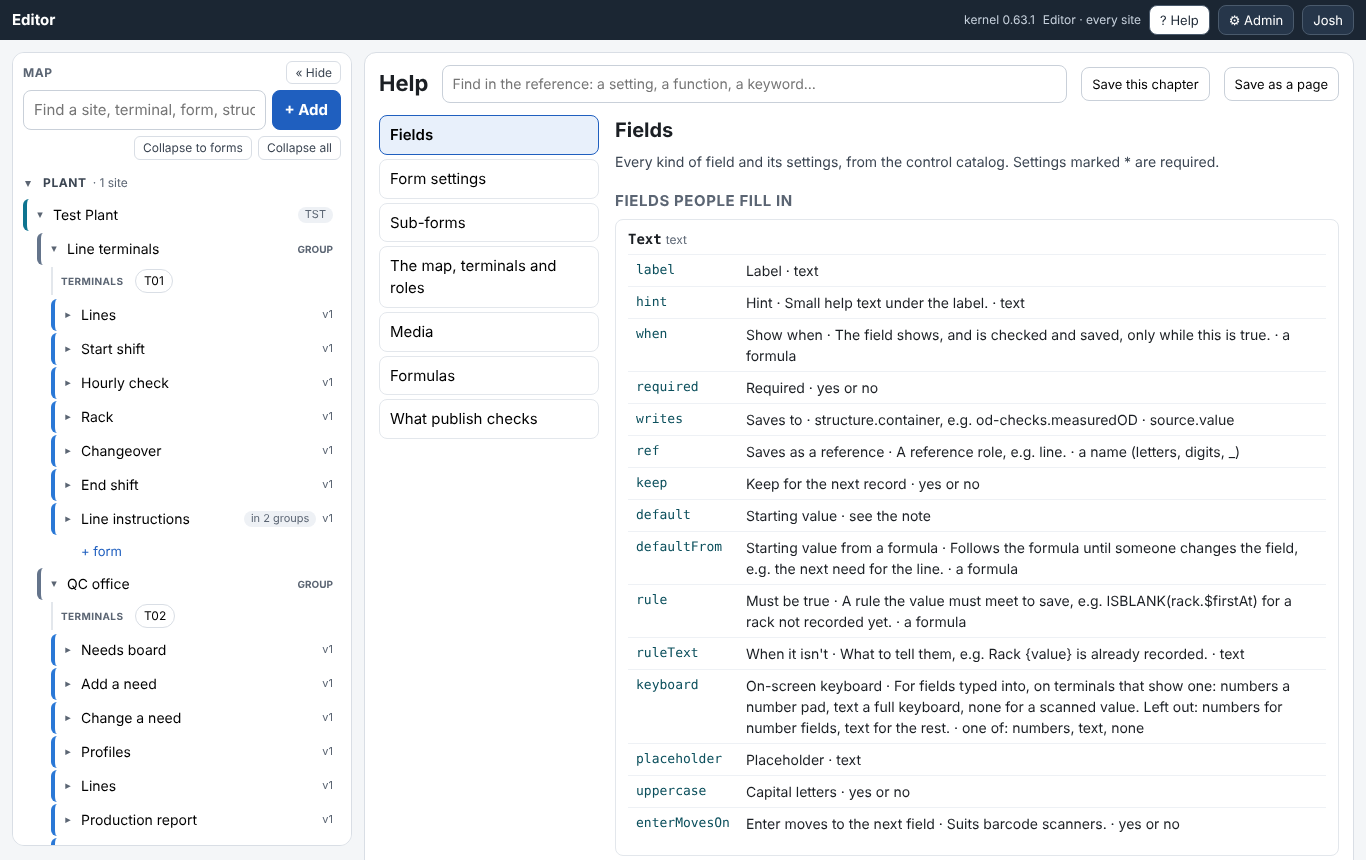 Editor
kernel 0.63.1 Editor · every site
? Help
⚙ Admin
Josh
MAP
« Hide
Find a site, terminal, form, struc
+ Add
Collapse to forms
Collapse all
▼ PLANT · 1 site
▼ Test Plant TST
▼ Line terminals GROUP
TERMINALS T01
► Lines v1
► Start shift v1
► Hourly check v1
► Rack v1
► Changeover v1
► End shift v1
► Line instructions in 2 groups v1
+ form
▼ QC office GROUP
TERMINALS T02
► Needs board v1
► Add a need v1
► Change a need v1
► Profiles v1
► Lines v1
► Production report v1
Help
Find in the reference: a setting, a function, a keyword...
Save this chapter
Save as a page
Fields
Form settings
Sub-forms
The map, terminals and
roles
Media
Formulas
What publish checks
Fields
Every kind of field and its settings, from the control catalog. Settings marked * are required.
FIELDS PEOPLE FILL IN
Text text
label Label · text
hint Hint · Small help text under the label. · text
when Show when · The field shows, and is checked and saved, only while this is true. · a
formula
required Required · yes or no
writes Saves to · structure.container, e.g. od-checks.measuredOD · source.value
ref Saves as a reference · A reference role, e.g. line. · a name (letters, digits, _)
keep Keep for the next record · yes or no
default Starting value · see the note
defaultFrom Starting value from a formula · Follows the formula until someone changes the field,
e.g. the next need for the line. · a formula
rule Must be true · A rule the value must meet to save, e.g. ISBLANK(rack.$firstAt) for a
rack not recorded yet. · a formula
ruleText When it isn't · What to tell them, e.g. Rack {value} is already recorded. · text
keyboard On-screen keyboard · For fields typed into, on terminals that show one: numbers a
number pad, text a full keyboard, none for a scanned value. Left out: numbers for
number fields, text for the rest. · one of: numbers, text, none
placeholder Placeholder · text
uppercase Capital letters · yes or no
enterMovesOn Enter moves to the next field · Suits barcode scanners. · yes or no